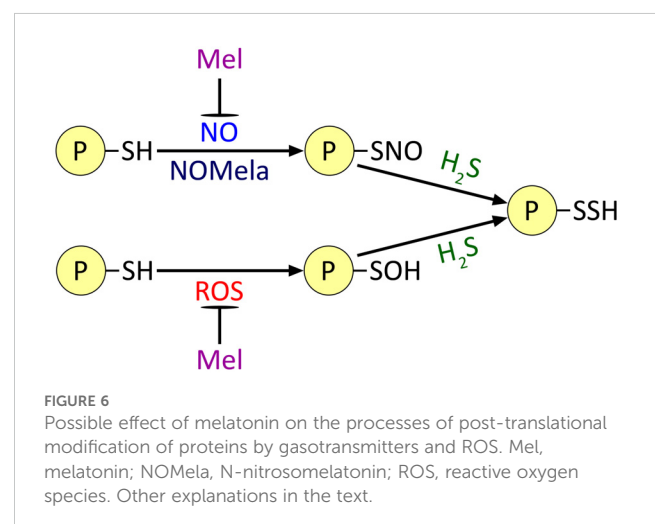 Mel
NO
P–SH P–SNO
NOMela
H₂S
P–SSH
H₂S
P–SH P–SOH
ROS
Mel
FIGURE 6
Possible effect of melatonin on the processes of post-translational
modification of proteins by gasotransmitters and ROS. Mel,
melatonin; NOMela, N-nitrosomelatonin; ROS, reactive oxygen
species. Other explanations in the text.